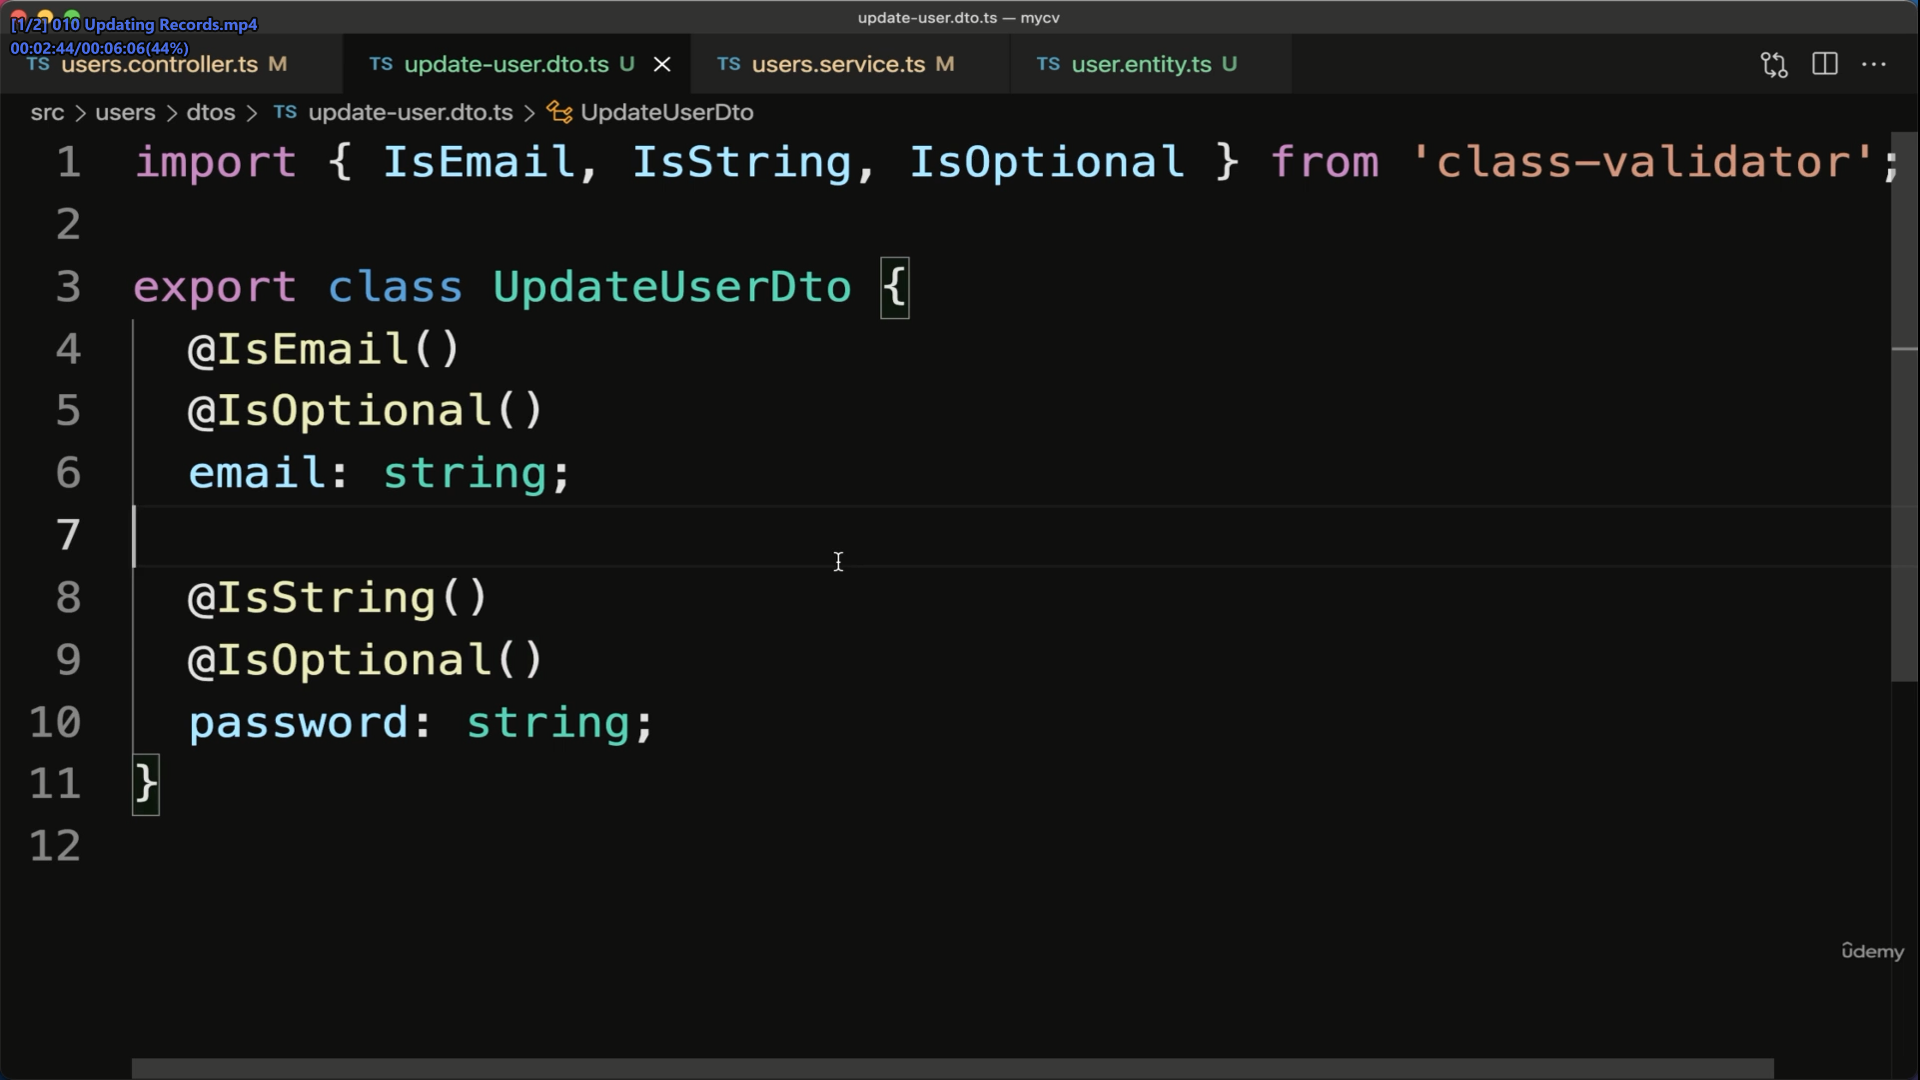 update-user.dto.ts — mycv
[1/2] 010 Updating Records.mp4
00:02:44/00:06:06(44%)
TS users.controller.ts M TS update-user.dto.ts U TS users.service.ts M TS user.entity.ts U
src > users > dtos > TS update-user.dto.ts > UpdateUserDto
1 import { IsEmail, IsString, IsOptional } from 'class-validator';
2
3 export class UpdateUserDto {
4 @IsEmail()
5 @IsOptional()
6 email: string;
7
8 @IsString()
9 @IsOptional()
10 password: string;
11 }
12
ûdemy